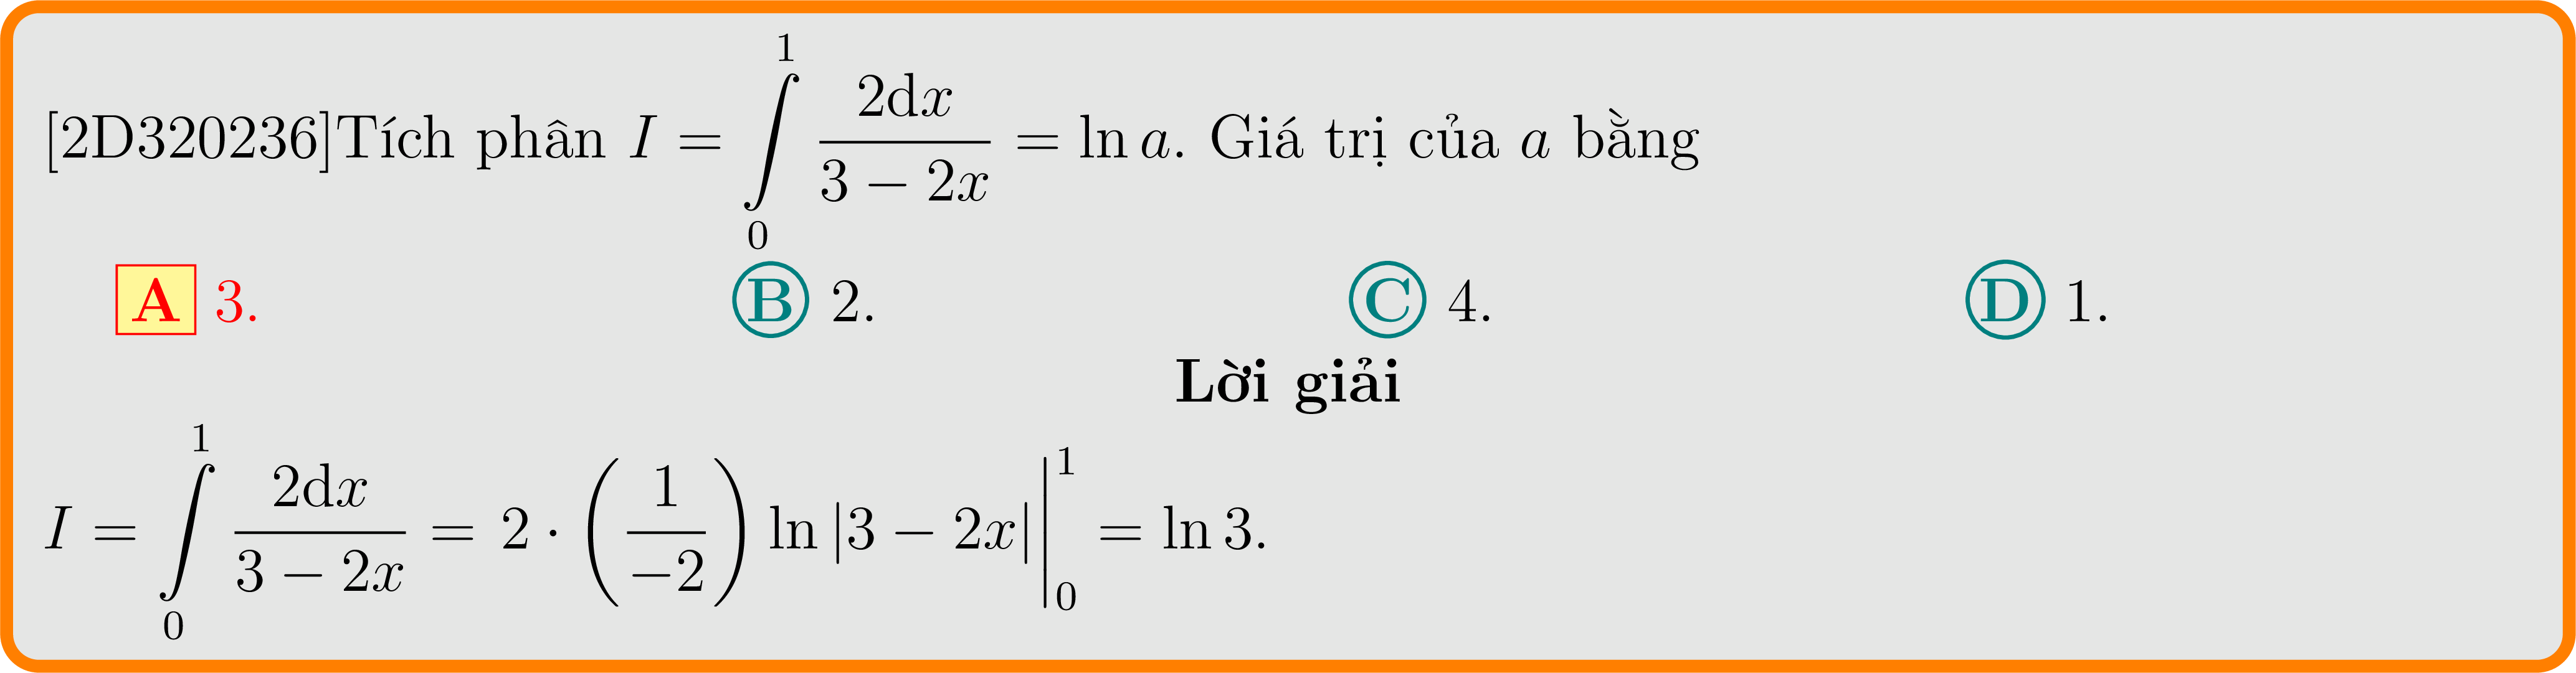 [2D320236]Tích phân $I = \int\limits_0^1 \frac{2\mathrm{d}x}{3-2x} = \ln a$. Giá trị của $a$ bằng
A 3. B 2. C 4. D 1.
Lời giải
$I = \int\limits_0^1 \frac{2\mathrm{d}x}{3-2x} = 2 \cdot \left(\frac{1}{-2}\right) \ln |3-2x| \Big|_0^1 = \ln 3$.